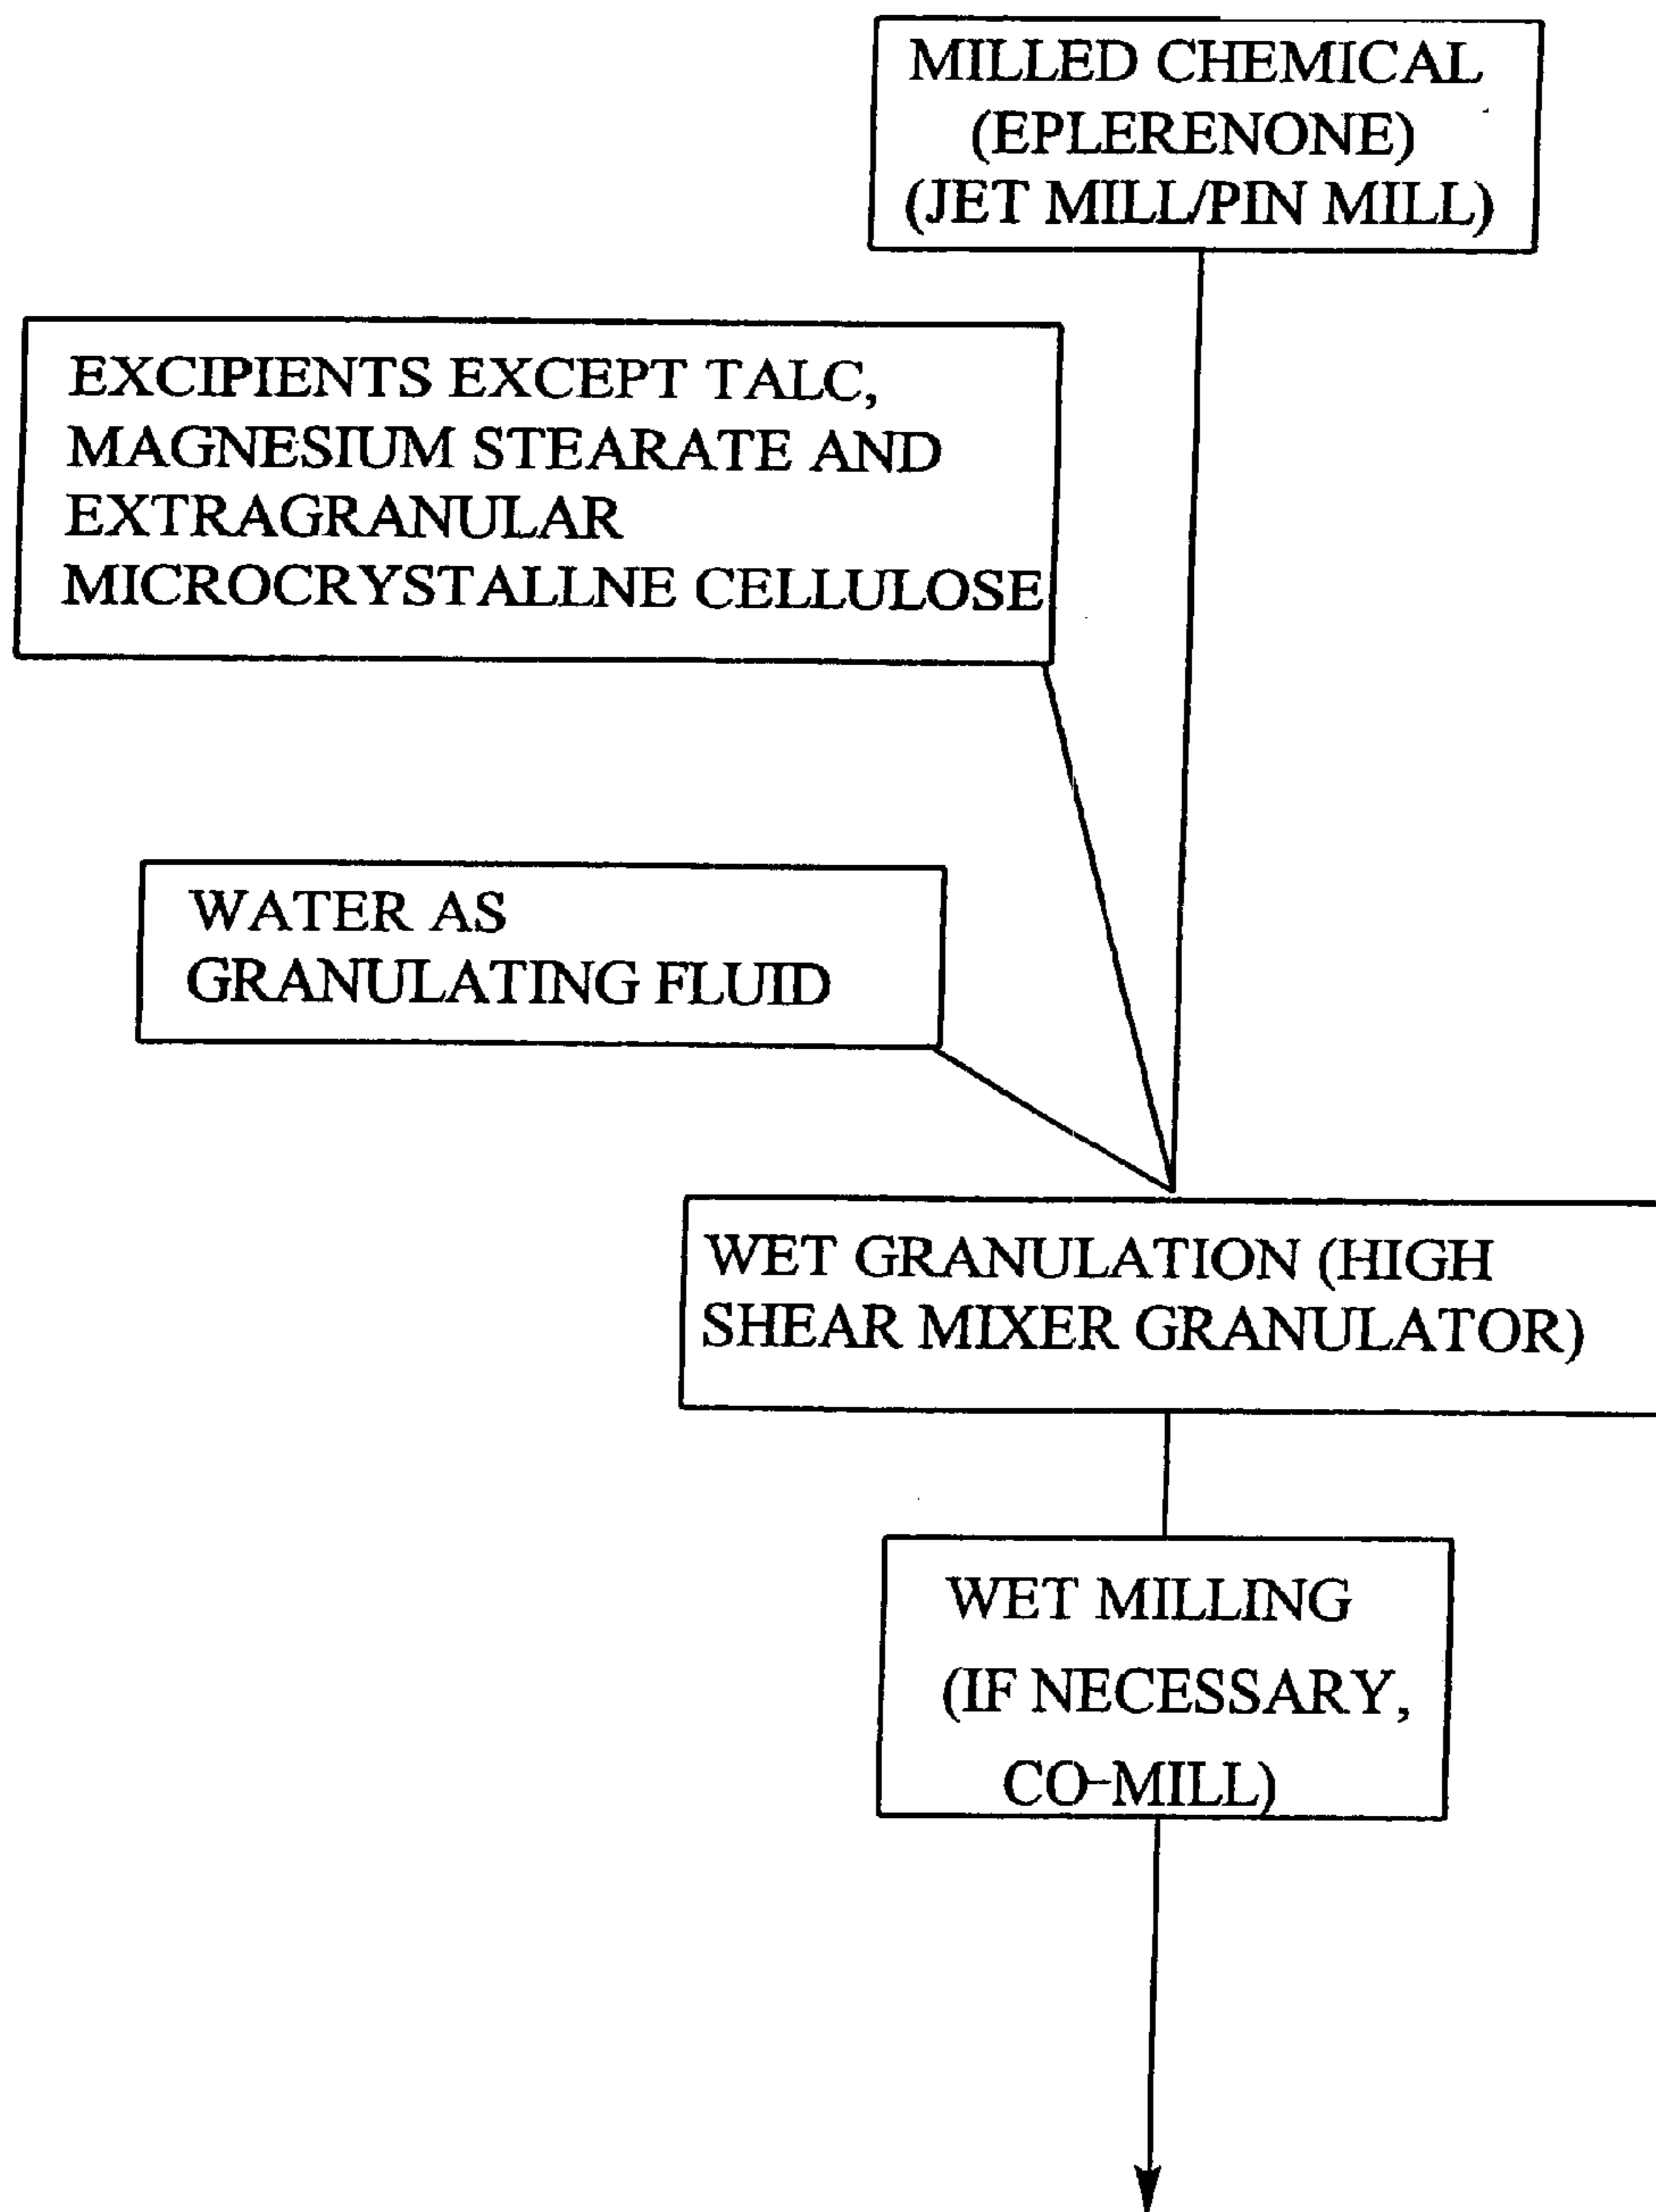 MILLED CHEMICAL
(EPLERENONE)
(JET MILL/PIN MILL)
EXCIPIENTS EXCEPT TALC,
MAGNESIUM STEARATE AND
EXTRAGRANULAR
MICROCRYSTALLNE CELLULOSE
WATER AS
GRANULATING FLUID
WET GRANULATION (HIGH
SHEAR MIXER GRANULATOR)
WET MILLING
(IF NECESSARY,
CO-MILL)